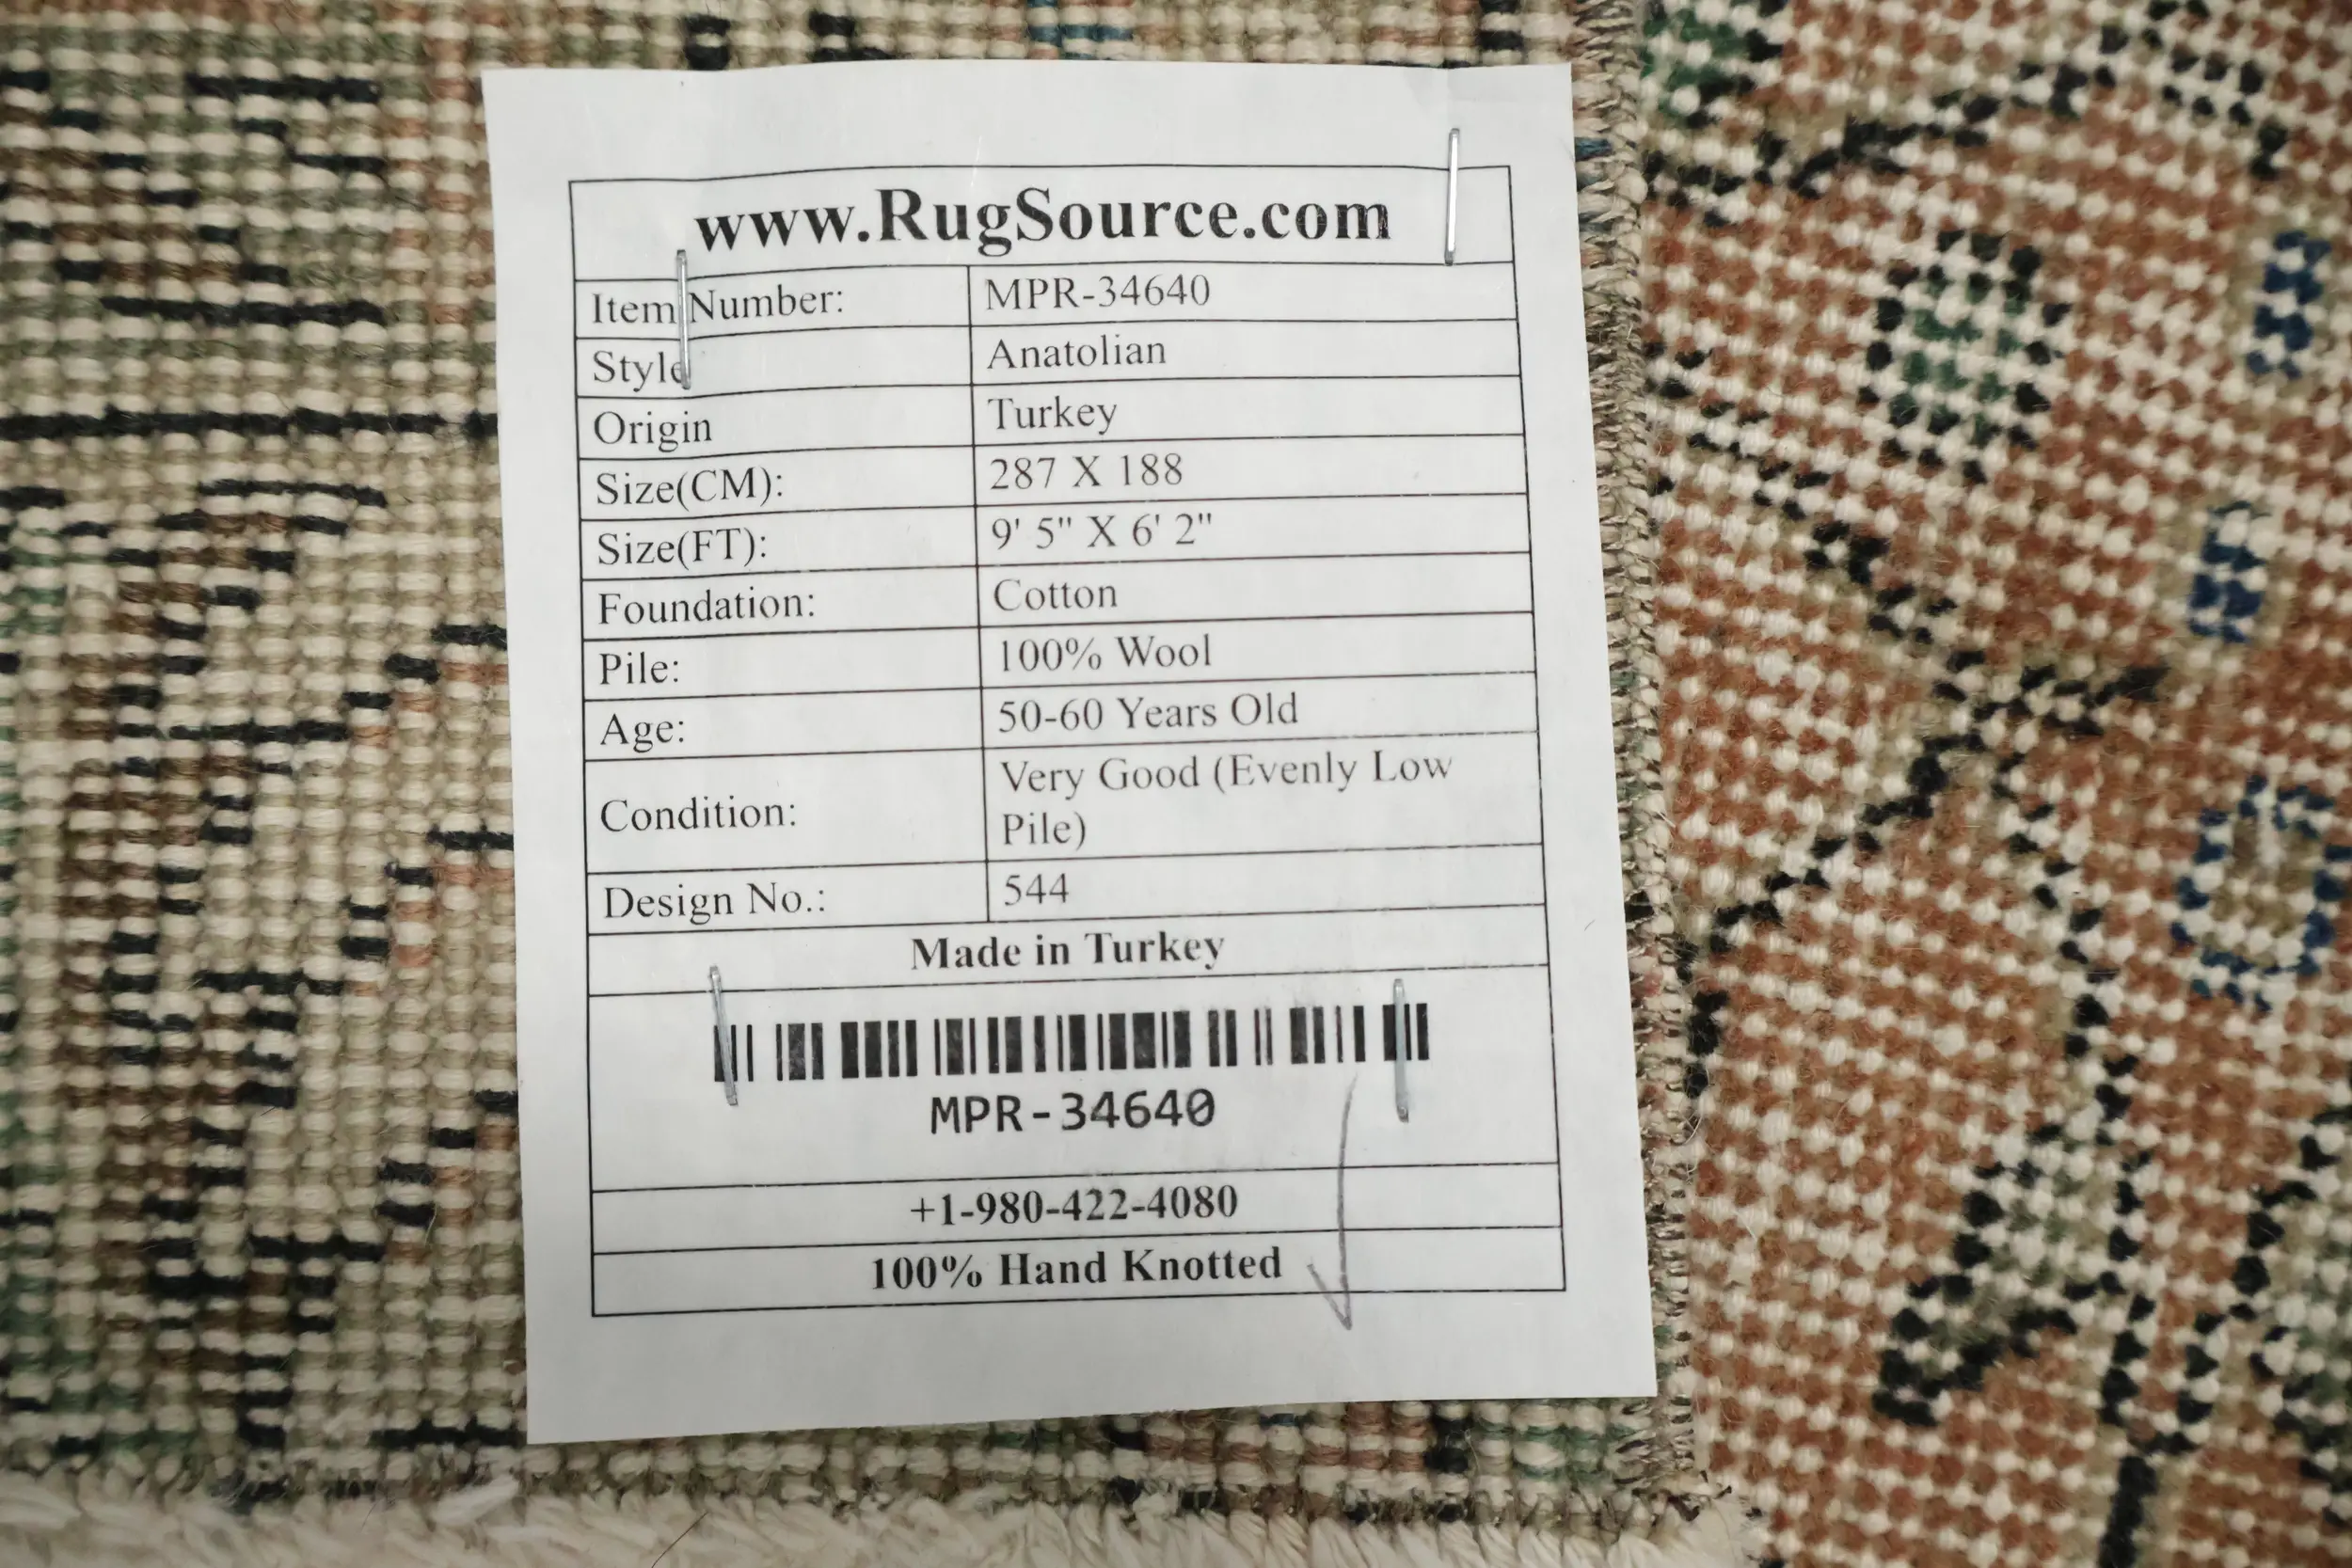 www.RugSource.com
Item Number: MPR-34640
Style Anatolian
Origin Turkey
Size(CM): 287 X 188
Size(FT): 9' 5" X 6' 2"
Foundation: Cotton
Pile: 100% Wool
Age: 50-60 Years Old
Condition: Very Good (Evenly Low
Pile)
Design No.: 544
Made in Turkey
MPR-34640
+1-980-422-4080
100% Hand Knotted